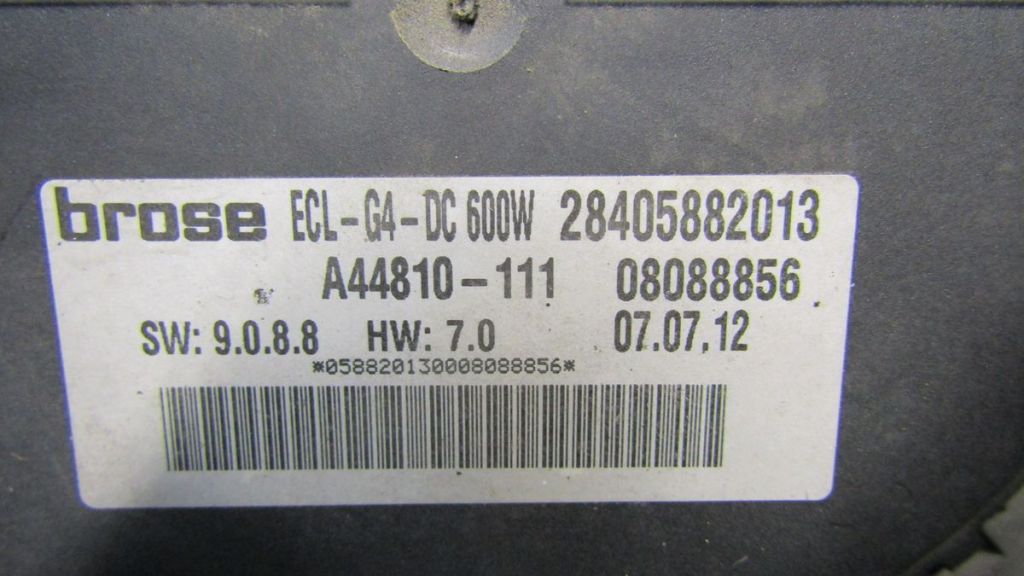 brose ECL-G4-DC 600W 28405882013
A44810-111 08088856
SW: 9.0.8.8 HW: 7.0 07.07.12
*058820130008088856*